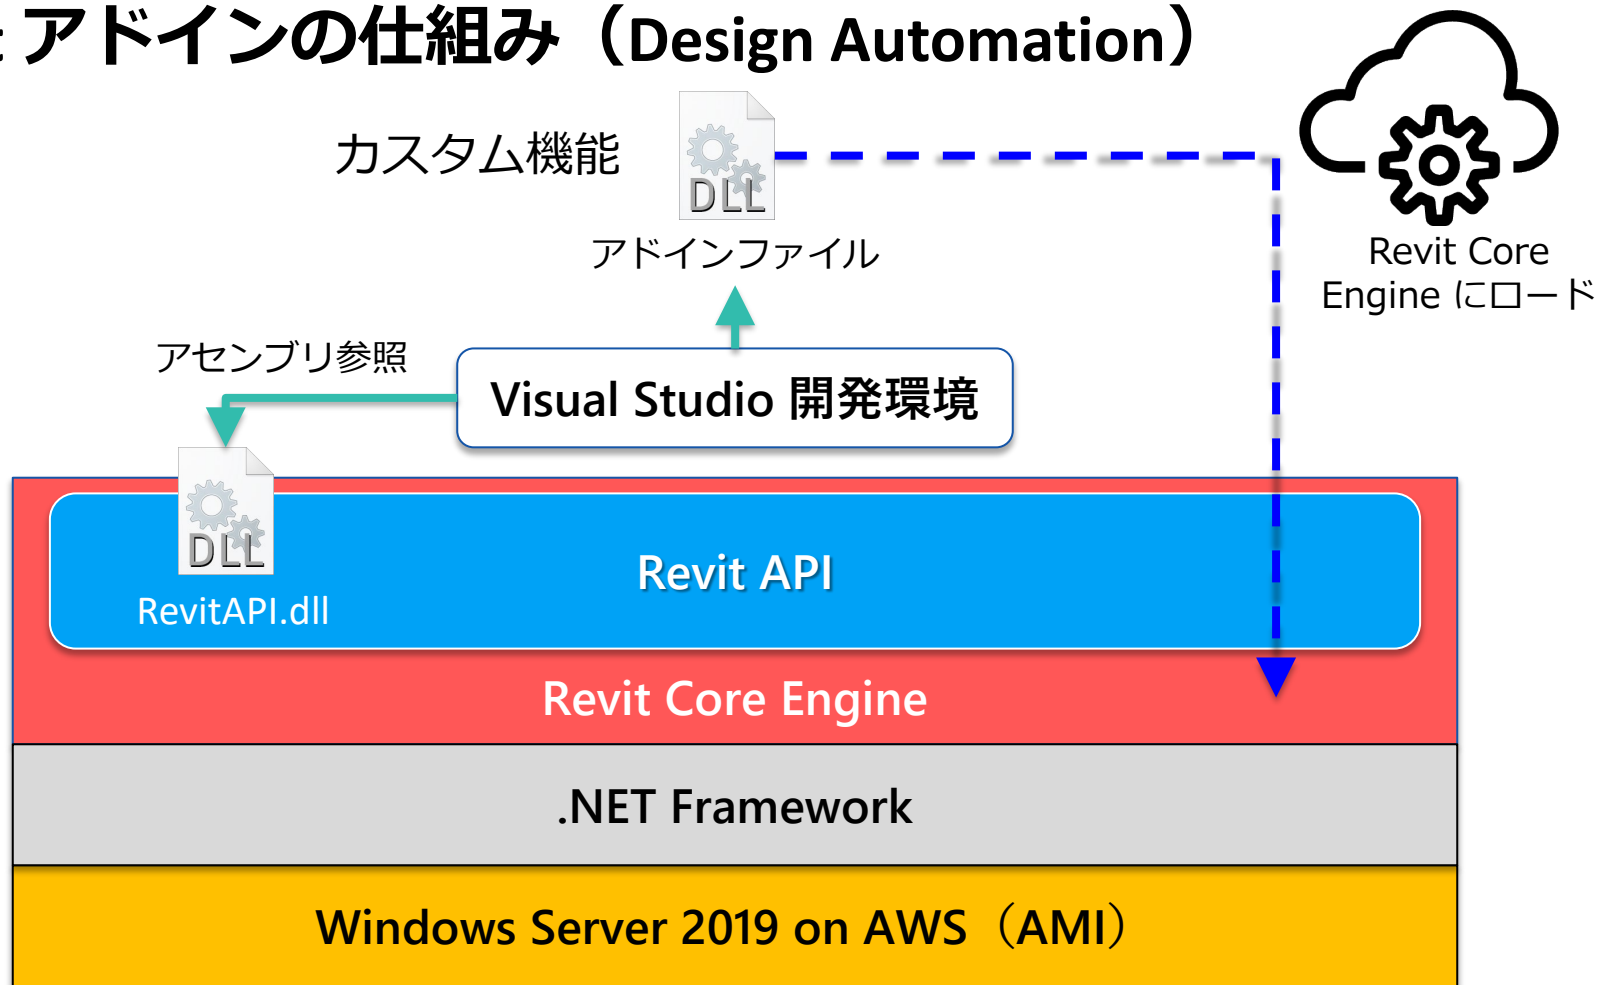 アドインの仕組み（Design Automation）
カスタム機能
DLL
アドインファイル
Revit Core
Engine にロード
アセンブリ参照
Visual Studio 開発環境
DLL
RevitAPI.dll
Revit API
Revit Core Engine
.NET Framework
Windows Server 2019 on AWS（AMI）